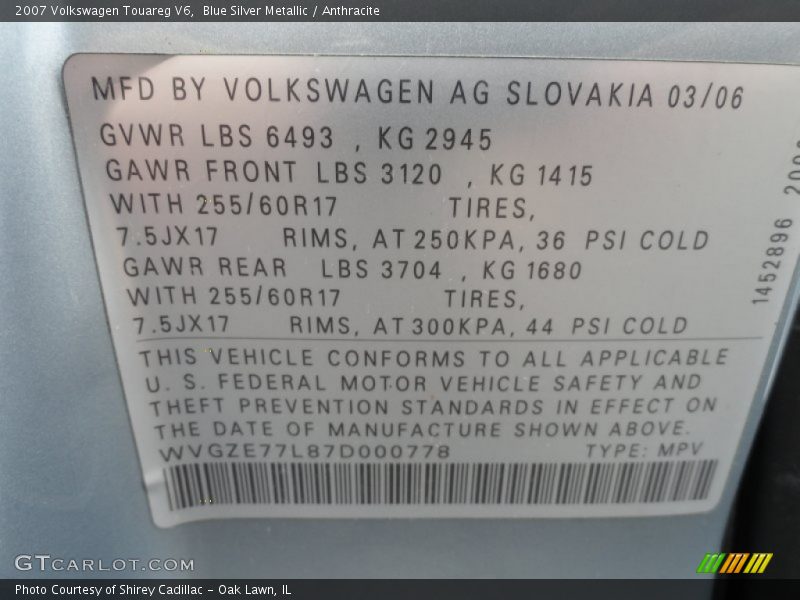 2007 Volkswagen Touareg V6, Blue Silver Metallic / Anthracite
MFD BY VOLKSWAGEN AG SLOVAKIA 03/06
GVWR LBS 6493 , KG 2945
GAWR FRONT LBS 3120 , KG 1415
WITH 255/60R17 TIRES,
7.5JX17 RIMS, AT 250KPA, 36 PSI COLD
GAWR REAR LBS 3704 , KG 1680
WITH 255/60R17 TIRES,
7.5JX17 RIMS, AT 300KPA, 44 PSI COLD
THIS VEHICLE CONFORMS TO ALL APPLICABLE
U. S. FEDERAL MOTOR VEHICLE SAFETY AND
THEFT PREVENTION STANDARDS IN EFFECT ON
THE DATE OF MANUFACTURE SHOWN ABOVE.
WVGZE77L87D000778 TYPE: MPV
1452896
GTCARLOT.COM
Photo Courtesy of Shirey Cadillac - Oak Lawn, IL